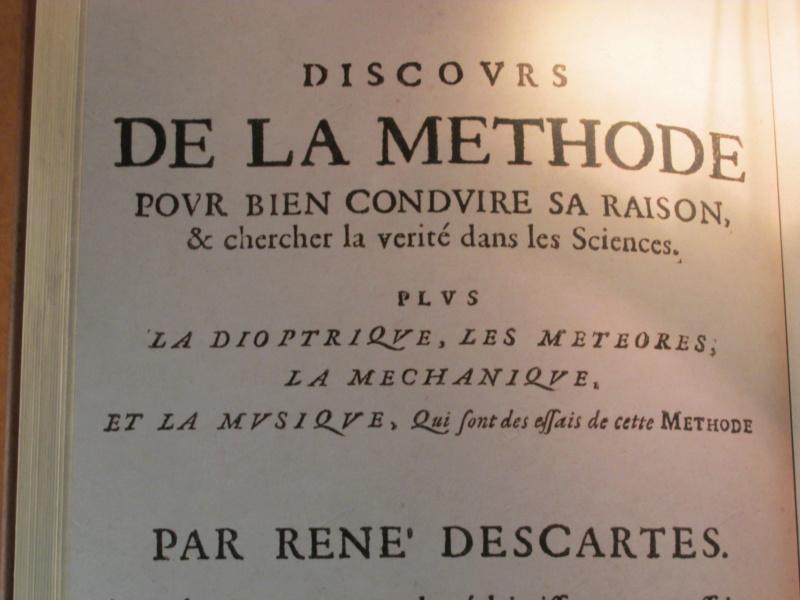 DISCOVRS
DE LA METHODE
POVR BIEN CONDVIRE SA RAISON,
& chercher la verité dans les Sciences.
PLVS
LA DIOPTRIQVE, LES METEORES,
LA MECHANIQVE,
ET LA MVSIQVE, Qui ſont des eſſais de cette METHODE
PAR RENE' DESCARTES.